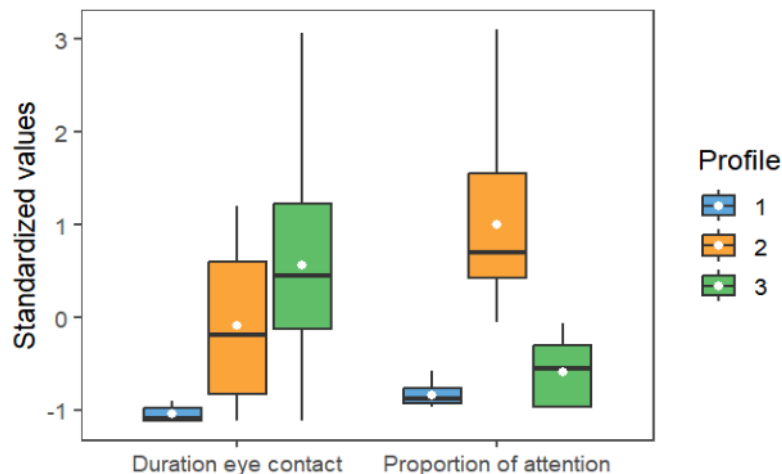 Standardized values
3
2
1
0
-1
Duration eye contact
Proportion of attention
Profile
1
2
3